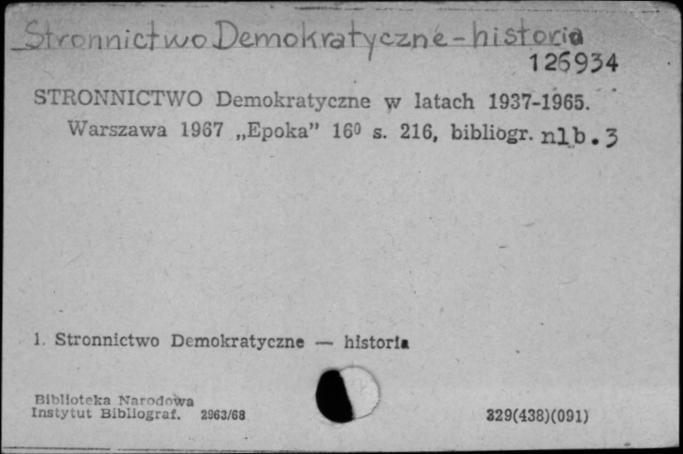 Stronnictwo Demokratyczne - historia
126934
STRONNICTWO Demokratyczne w latach 1937-1965.
Warszawa 1967 „Epoka” 16⁰ s. 216, bibliogr. nlb. 3
1. Stronnictwo Demokratyczne — historia
Biblioteka Narodowa
Instytut Bibliograf. 2963/68
329(438)(091)